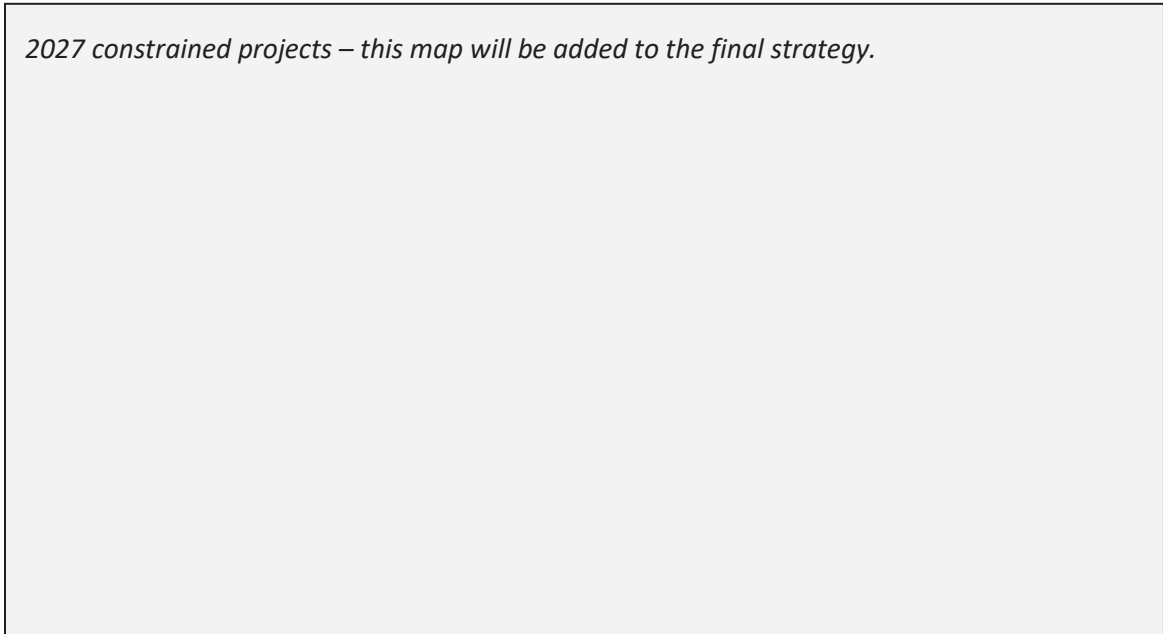 2027 constrained projects – this map will be added to the final strategy.